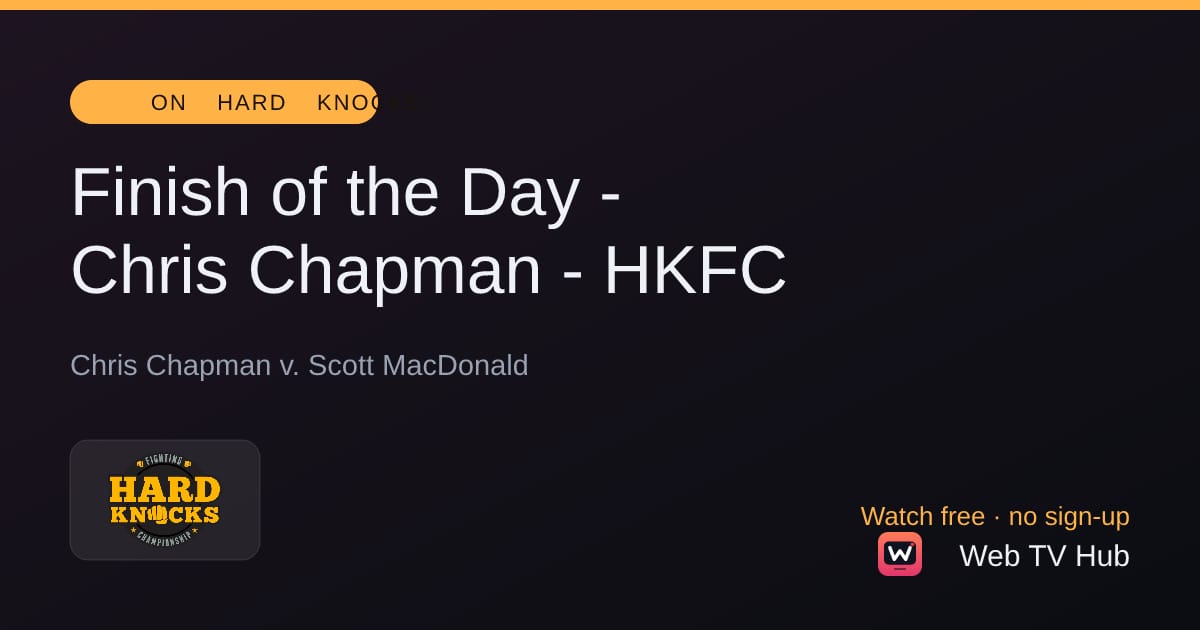 ON HARD KNOC
Finish of the Day -
Chris Chapman - HKFC
Chris Chapman v. Scott MacDonald
FIGHTING
HARD
KNOCKS
CHAMPIONSHIP
Watch free · no sign-up
W
Web TV Hub